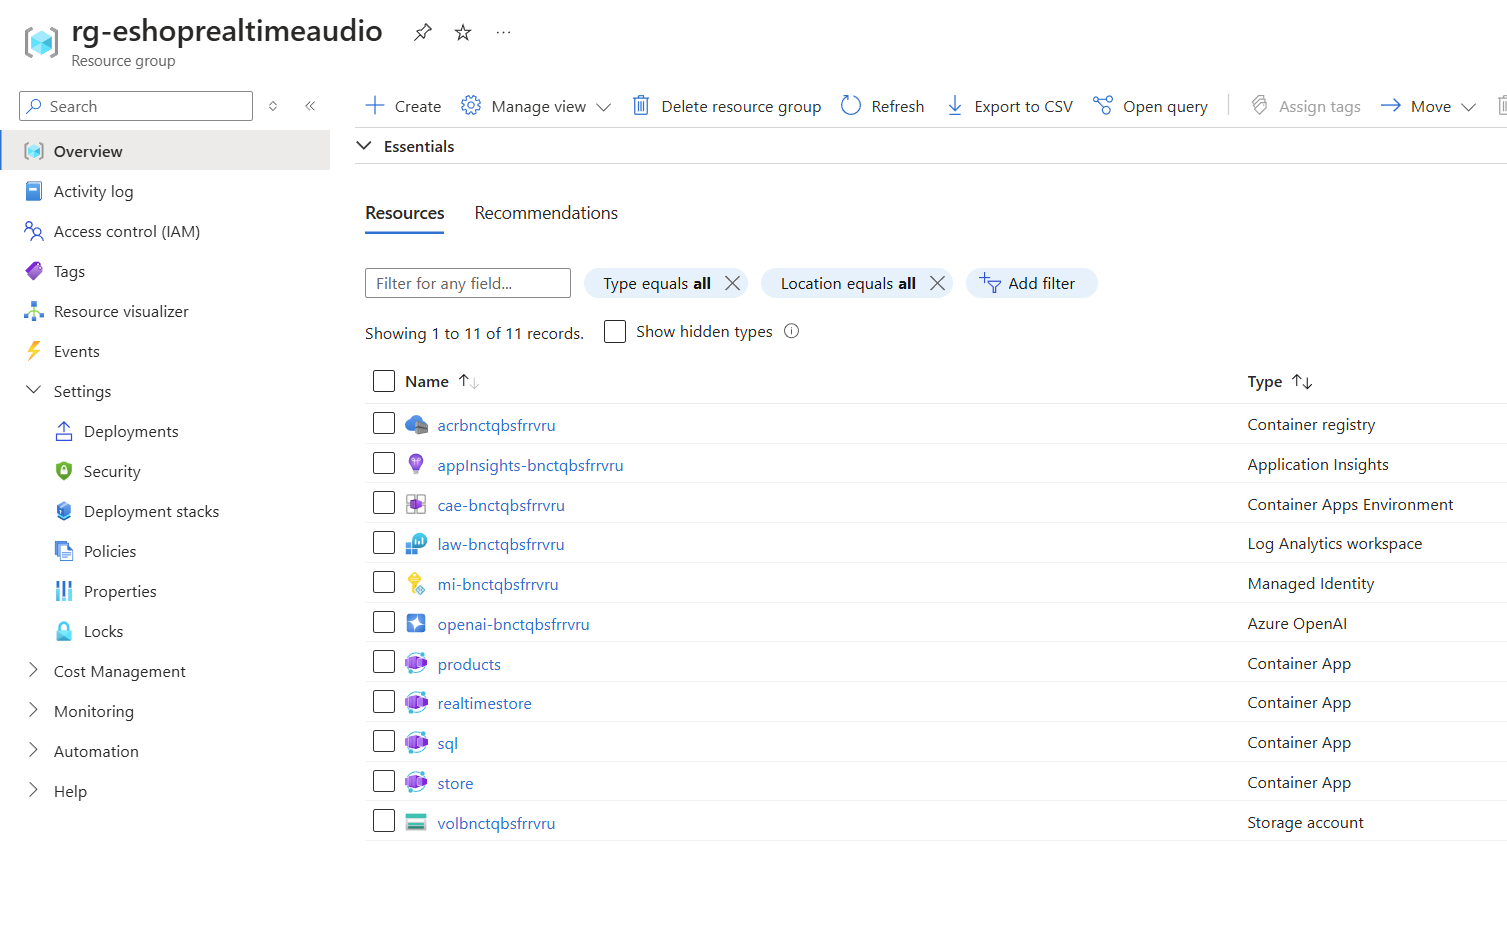 rg-eshoprealtimeaudio
Resource group
Search
Overview
Activity log
Access control (IAM)
Tags
Resource visualizer
Events
Settings
Deployments
Security
Deployment stacks
Policies
Properties
Locks
Cost Management
Monitoring
Automation
Help
Create Manage view Delete resource group Refresh Export to CSV Open query Assign tags Move
Essentials
Resources Recommendations
Filter for any field... Type equals all Location equals all Add filter
Showing 1 to 11 of 11 records. Show hidden types
Name Type
acrbnctqbsfrrvru Container registry
appInsights-bnctqbsfrrvru Application Insights
cae-bnctqbsfrrvru Container Apps Environment
law-bnctqbsfrrvru Log Analytics workspace
mi-bnctqbsfrrvru Managed Identity
openai-bnctqbsfrrvru Azure OpenAI
products Container App
realtimestore Container App
sql Container App
store Container App
volbnctqbsfrrvru Storage account